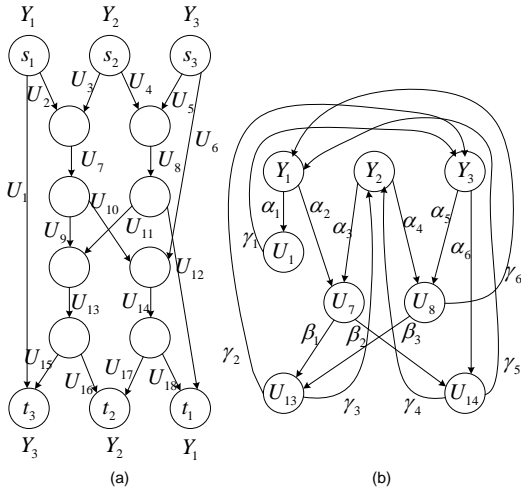 Y₁ Y₂ Y₃
s₁ s₂ s₃
U₂ U₃ U₄ U₅ U₆
U₁ U₇ U₈
U₉ U₁₀ U₁₁ U₁₂
U₁₃ U₁₄
U₁₅ U₁₆ U₁₇ U₁₈
t₃ t₂ t₁
Y₃ Y₂ Y₁
(a)
Y₁ Y₂ Y₃
α₁ α₂ α₃ α₄ α₅ α₆
γ₁ U₁
U₇ U₈ γ₆
γ₂ β₁ β₂ β₃ γ₅
U₁₃ γ₃ γ₄ U₁₄
(b)